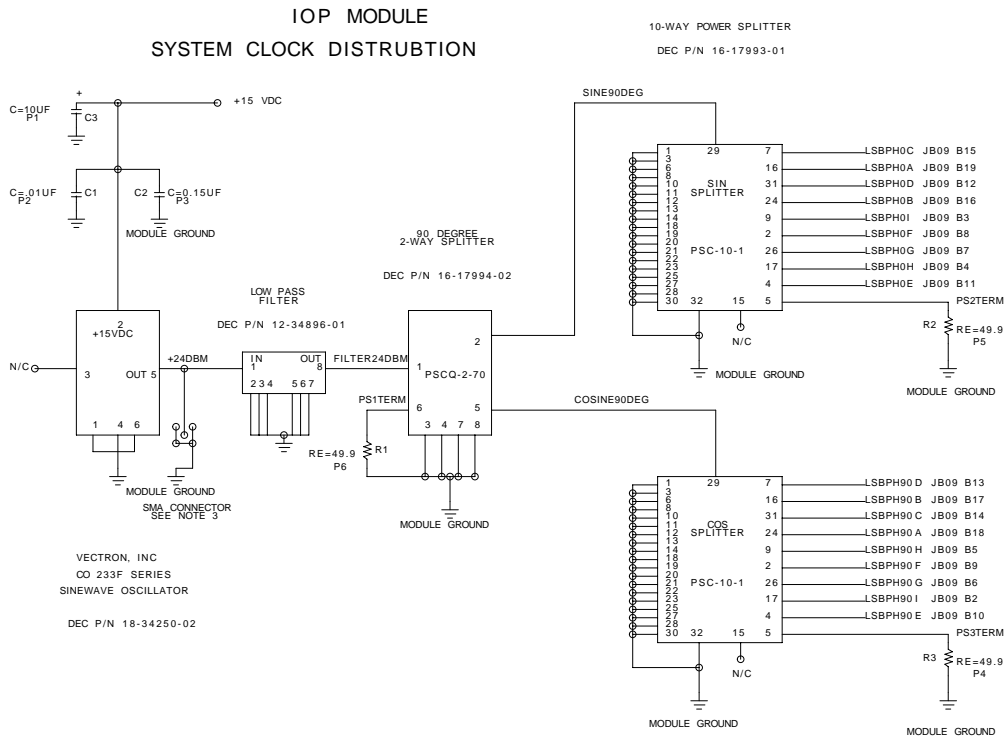 IOP MODULE
SYSTEM CLOCK DISTRUBTION
10-WAY POWER SPLITTER
DEC P/N 16-17993-01
+
C=10UF
P1
C3
+15 VDC
C=.01UF
P2
C1
C2
C=0.15UF
P3
MODULE GROUND
2
+15VDC
N/C
3
OUT 5
1 4 6
MODULE GROUND
+24DBM
SMA CONNECTOR
SEE NOTE 3
VECTRON, INC
CO 233F SERIES
SINEWAVE OSCILLATOR
DEC P/N 18-34250-02
LOW PASS
FILTER
DEC P/N 12-34896-01
IN OUT
1 8
2 3 4 5 6 7
FILTER24DBM
90 DEGREE
2-WAY SPLITTER
DEC P/N 16-17994-02
2
1
PSCQ-2-70
6 5
3 4 7 8
PS1TERM
RE=49.9
P6
R1
MODULE GROUND
SINE90DEG
COSINE90DEG
29
1
3
6
8
10
11
12
13
14
18
19
20
21
22
23
25
27
28
30
SIN
SPLITTER
PSC-10-1
32 15
7 LSBPH0C JB09 B15
16 LSBPH0A JB09 B19
31 LSBPH0D JB09 B12
24 LSBPH0B JB09 B16
9 LSBPH0I JB09 B3
2 LSBPH0F JB09 B8
26 LSBPH0G JB09 B7
17 LSBPH0H JB09 B4
4 LSBPH0E JB09 B11
5 PS2TERM
N/C
MODULE GROUND
R2
RE=49.9
P5
MODULE GROUND
29
1
3
6
8
10
11
12
13
14
18
19
20
21
22
23
25
27
28
30
COS
SPLITTER
PSC-10-1
32 15
7 LSBPH90 D JB09 B13
16 LSBPH90 B JB09 B17
31 LSBPH90 C JB09 B14
24 LSBPH90 A JB09 B18
9 LSBPH90 H JB09 B5
2 LSBPH90 F JB09 B9
26 LSBPH90 G JB09 B6
17 LSBPH90 I JB09 B2
4 LSBPH90 E JB09 B10
5 PS3TERM
N/C
MODULE GROUND
R3
RE=49.9
P4
MODULE GROUND